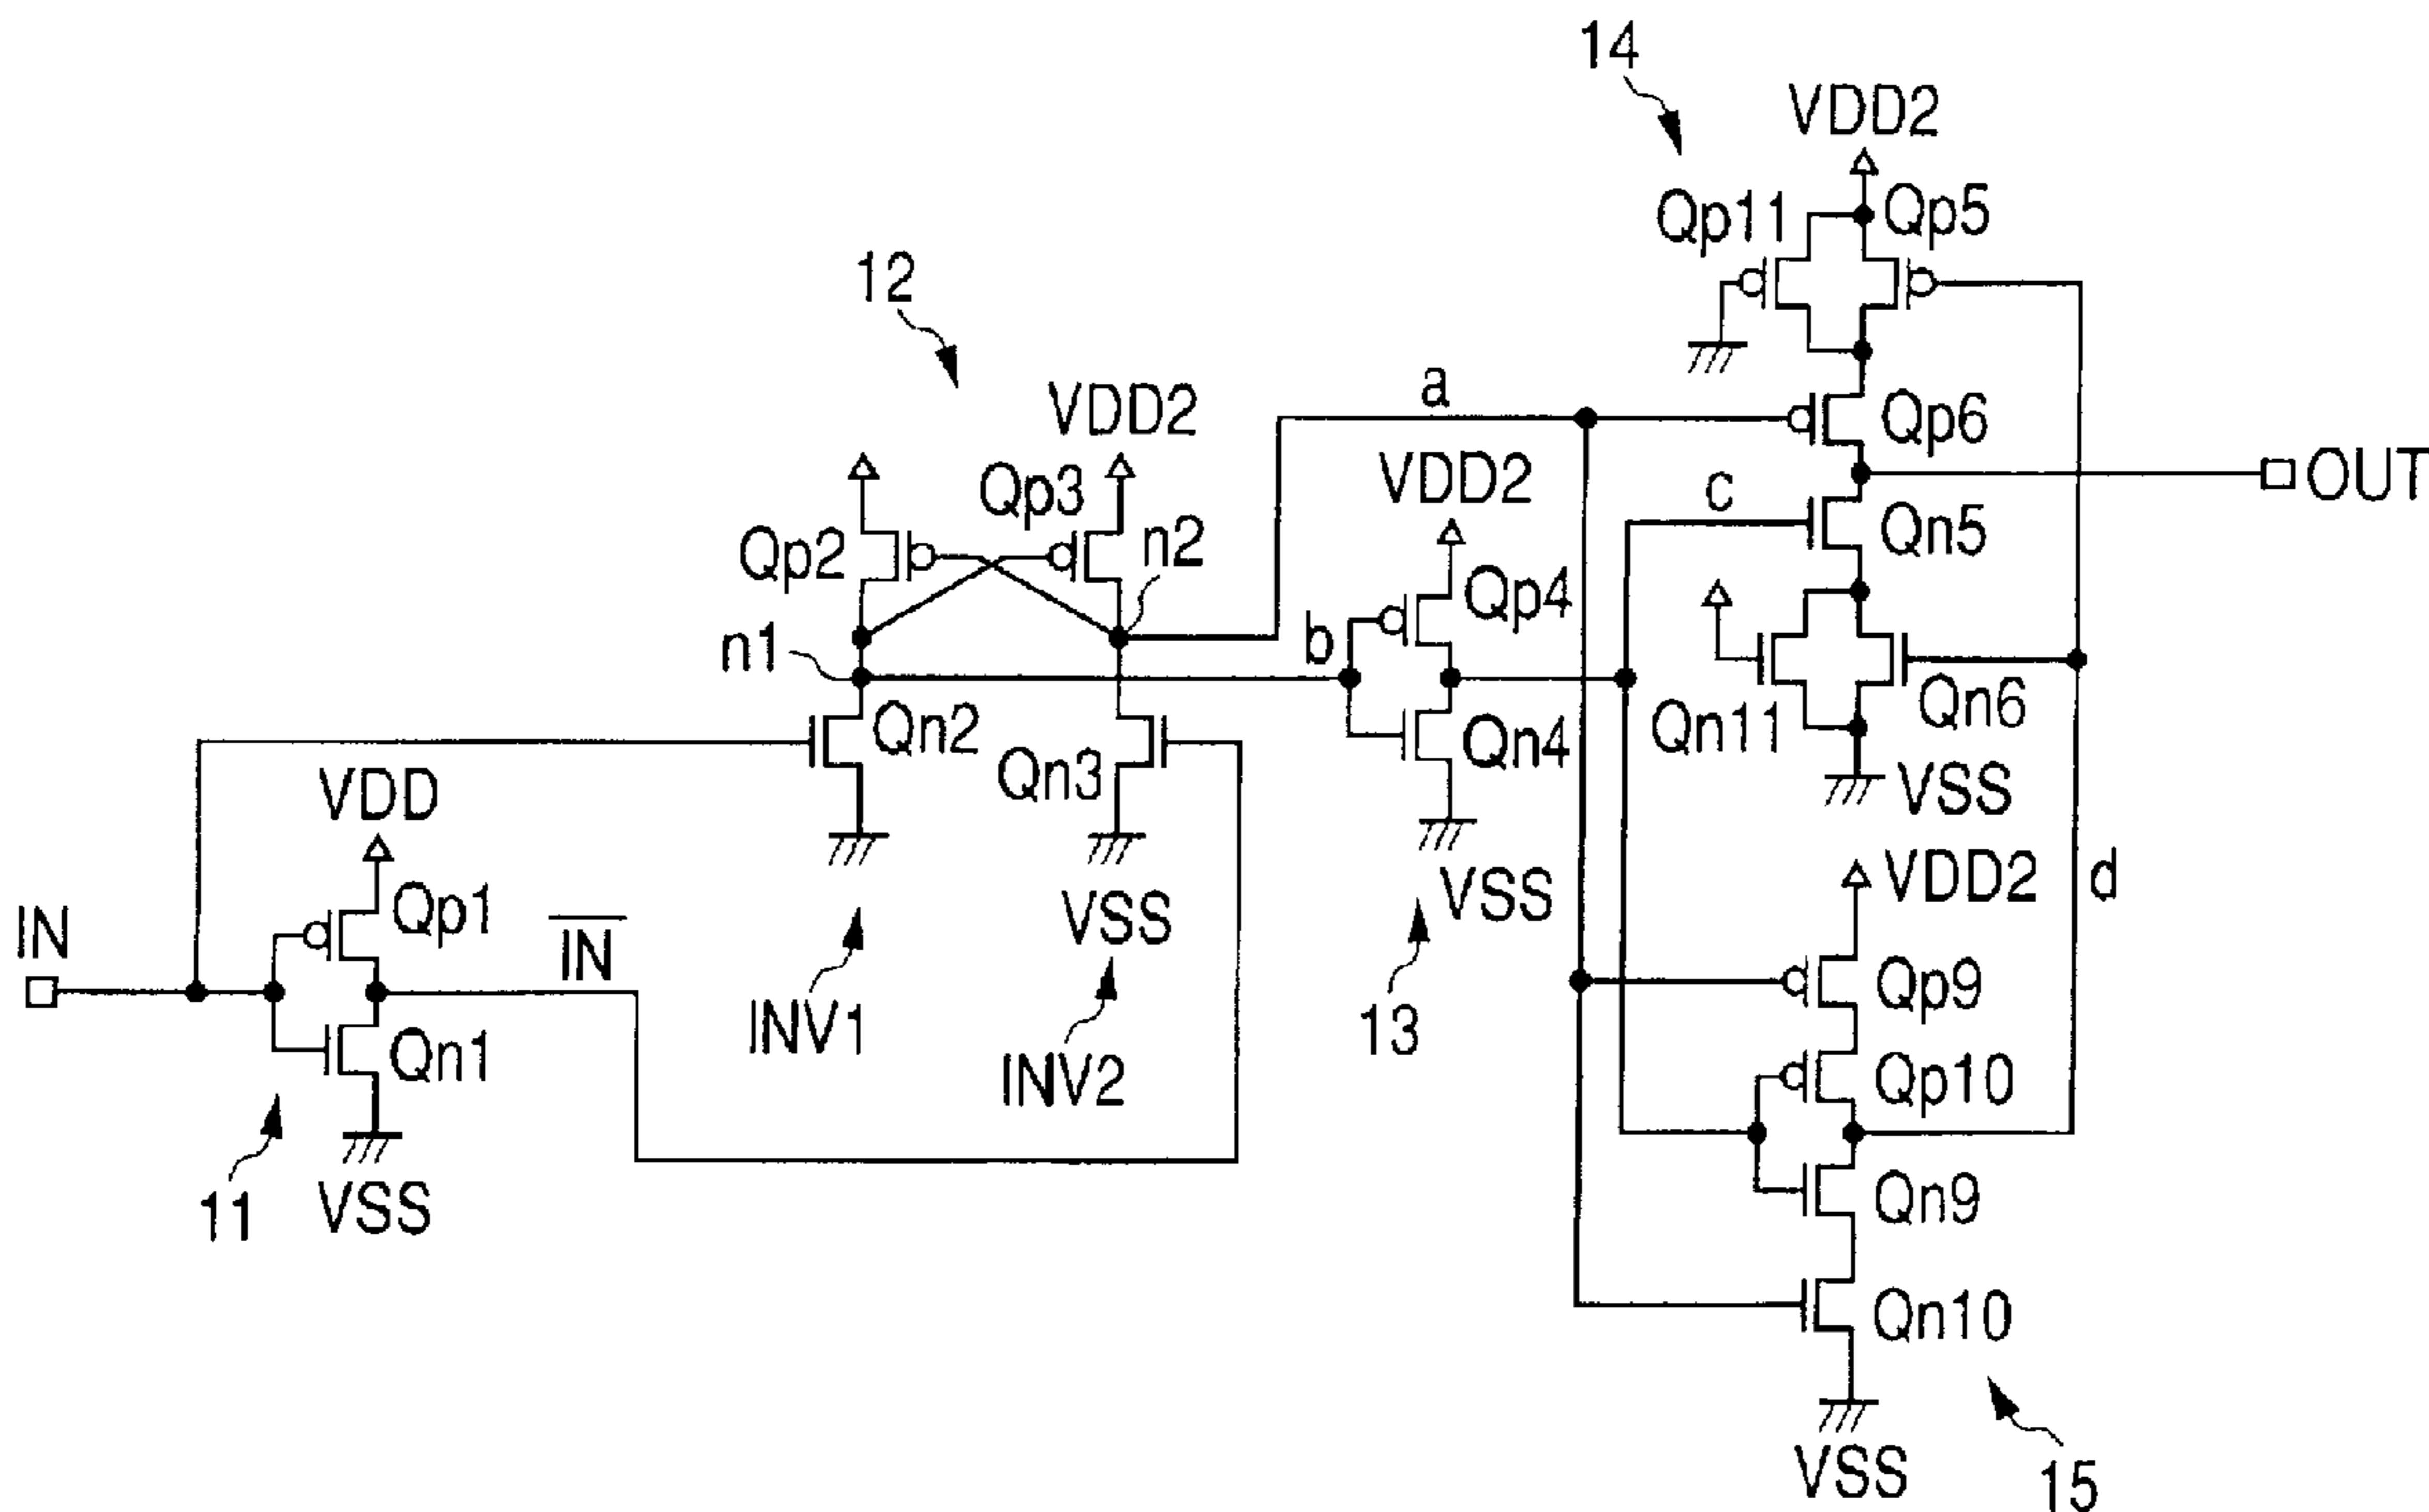 14
VDD2
Qp11
Qp5
12
a
VDD2
Qp6
VDD2
Qp3
c
OUT
Qp2
n2
Qn5
Qp4
n1
b
Qn2
Qn11
Qn6
Qn3
Qn4
VDD
VSS
VDD2
d
IN
Qp1
IN
VSS
VSS
Qp9
INV1
13
Qn1
INV2
Qp10
11
VSS
Qn9
Qn10
VSS
15